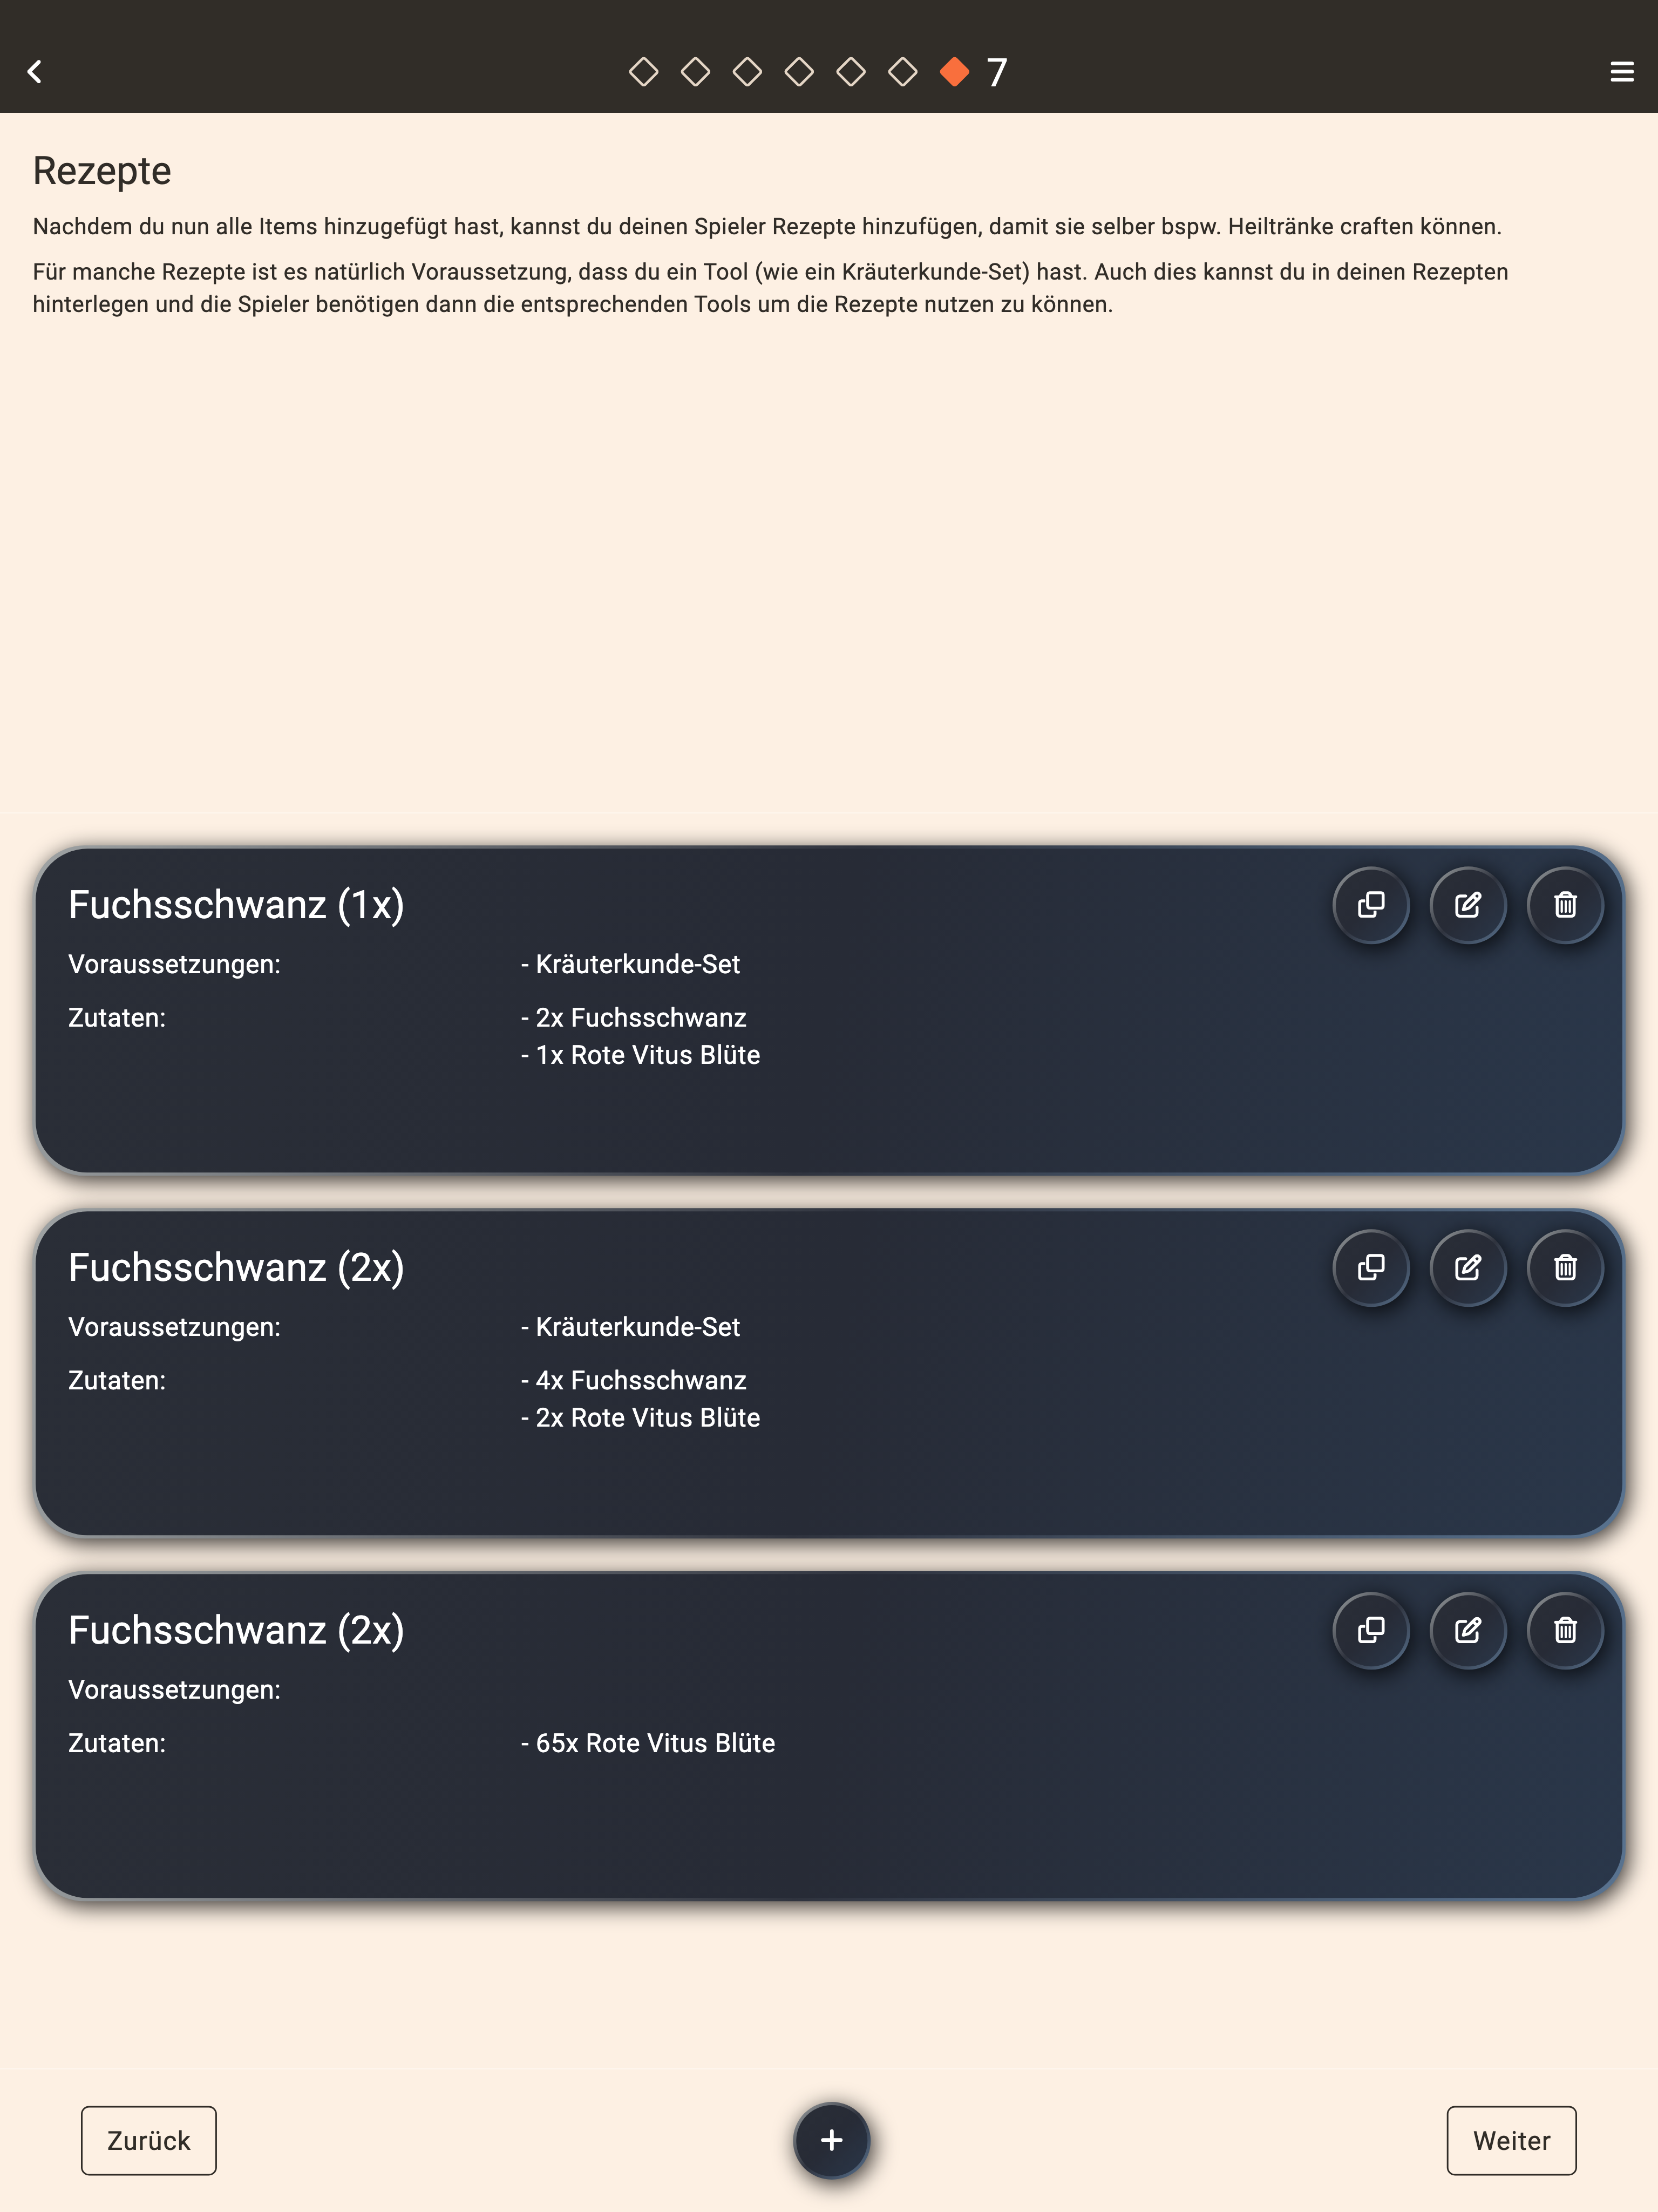 7
Rezepte
Nachdem du nun alle Items hinzugefügt hast, kannst du deinen Spieler Rezepte hinzufügen, damit sie selber bspw. Heiltränke craften können.
Für manche Rezepte ist es natürlich Voraussetzung, dass du ein Tool (wie ein Kräuterkunde-Set) hast. Auch dies kannst du in deinen Rezepten
hinterlegen und die Spieler benötigen dann die entsprechenden Tools um die Rezepte nutzen zu können.
Fuchsschwanz (1x)
Voraussetzungen: - Kräuterkunde-Set
Zutaten: - 2x Fuchsschwanz
- 1x Rote Vitus Blüte
Fuchsschwanz (2x)
Voraussetzungen: - Kräuterkunde-Set
Zutaten: - 4x Fuchsschwanz
- 2x Rote Vitus Blüte
Fuchsschwanz (2x)
Voraussetzungen:
Zutaten: - 65x Rote Vitus Blüte
Zurück + Weiter